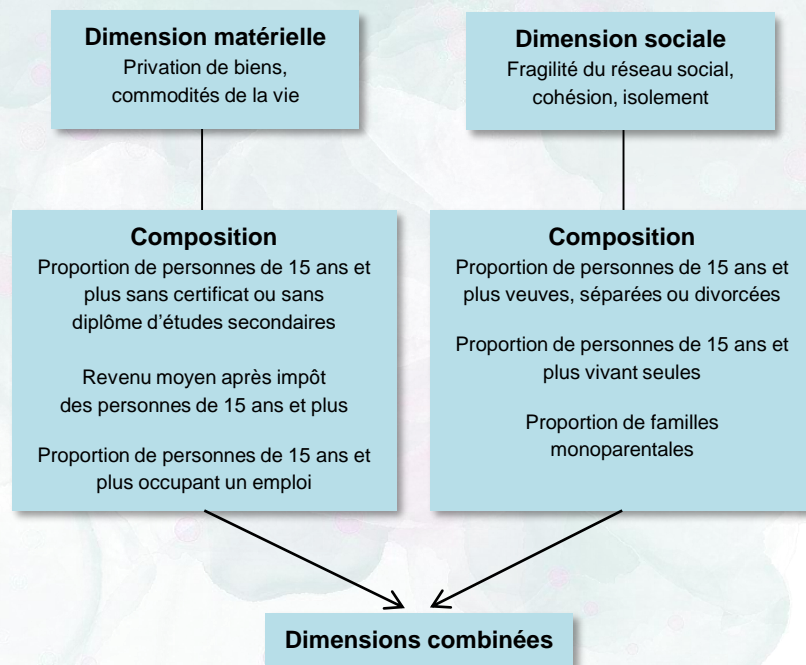 Dimension matérielle
Privation de biens,
commodités de la vie
Dimension sociale
Fragilité du réseau social,
cohésion, isolement
Composition
Proportion de personnes de 15 ans et
plus sans certificat ou sans
diplôme d’études secondaires
Revenu moyen après impôt
des personnes de 15 ans et plus
Proportion de personnes de 15 ans et
plus occupant un emploi
Composition
Proportion de personnes de 15 ans et
plus veuves, séparées ou divorcées
Proportion de personnes de 15 ans et
plus vivant seules
Proportion de familles
monoparentales
Dimensions combinées